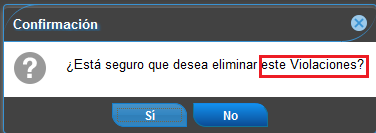 Confirmación
¿Está seguro que desea eliminar este Violaciones?
Sí
No